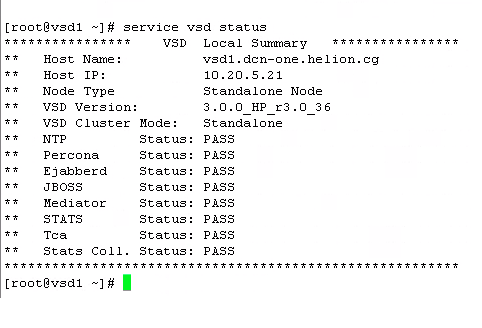 [root@vsd1 ~]# service vsd status
***************    VSD  Local Summary   ***************
**   Host Name:          vsd1.dcn-one.helion.cg
**   Host IP:            10.20.5.21
**   Node Type           Standalone Node
**   VSD Version:        3.0.0_HP_r3.0_36
**   VSD Cluster Mode:   Standalone
**   NTP         Status: PASS
**   Percona     Status: PASS
**   Ejabberd    Status: PASS
**   JBOSS       Status: PASS
**   Mediator    Status: PASS
**   STATS       Status: PASS
**   Tca         Status: PASS
**   Stats Coll. Status: PASS
*******************************************************
[root@vsd1 ~]#